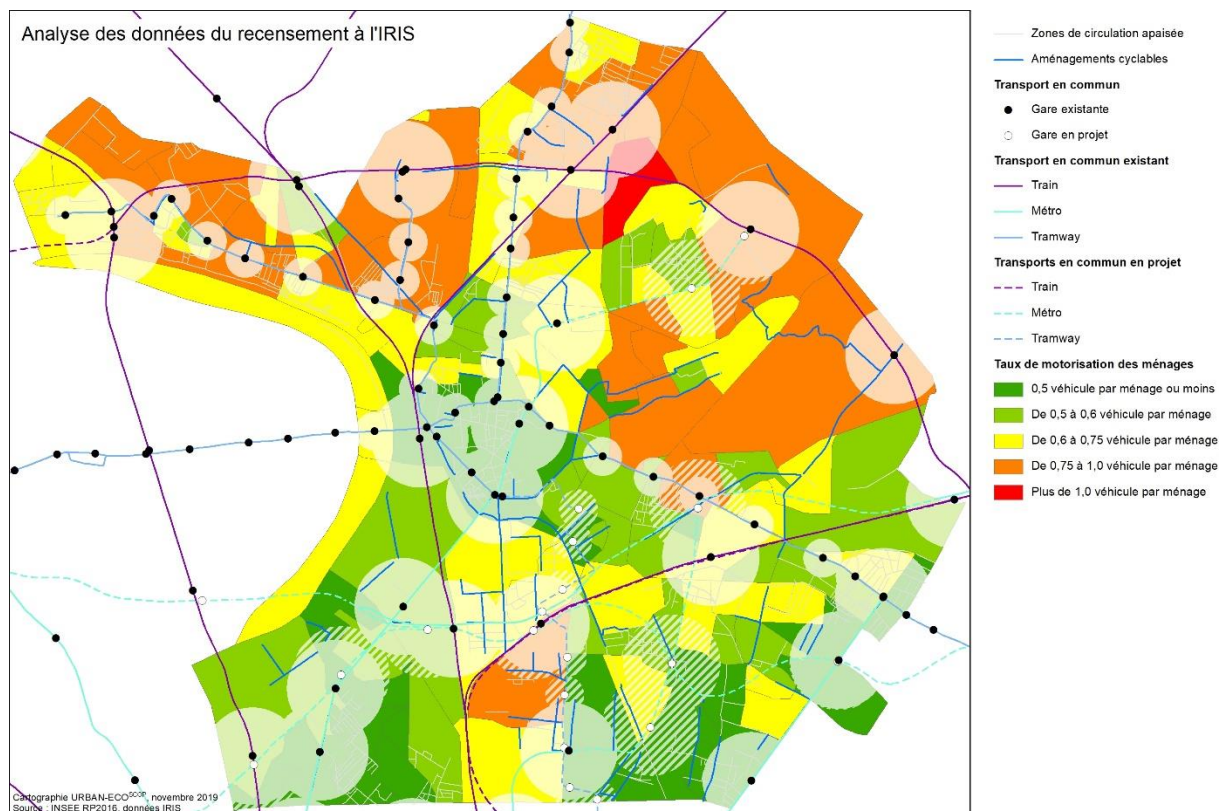 Analyse des données du recensement à l'IRIS
Zones de circulation apaisée
Aménagements cyclables
Transport en commun
Gare existante
Gare en projet
Transport en commun existant
Train
Métro
Tramway
Transports en commun en projet
Train
Métro
Tramway
Taux de motorisation des ménages
0,5 véhicule par ménage ou moins
De 0,5 à 0,6 véhicule par ménage
De 0,6 à 0,75 véhicule par ménage
De 0,75 à 1,0 véhicule par ménage
Plus de 1,0 véhicule par ménage
Cartographie URBAN-ECO SCOP, novembre 2019
Source : INSEE RP2016, données IRIS